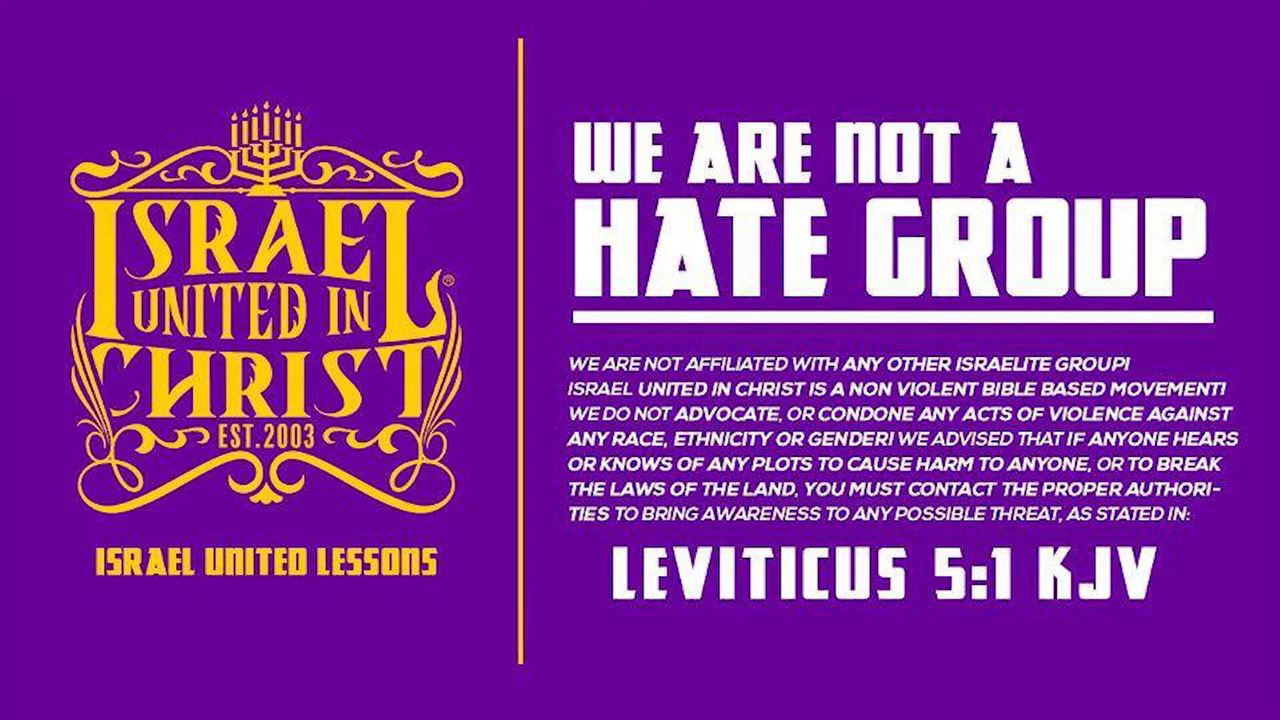 ISRAEL
UNITED IN
CHRIST
EST. 2003
ISRAEL UNITED LESSONS
WE ARE NOT A
HATE GROUP
WE ARE NOT AFFILIATED WITH ANY OTHER ISRAELITE GROUP!
ISRAEL UNITED IN CHRIST IS A NON VIOLENT BIBLE BASED MOVEMENT!
WE DO NOT ADVOCATE, OR CONDONE ANY ACTS OF VIOLENCE AGAINST
ANY RACE, ETHNICITY OR GENDER! WE ADVISED THAT IF ANYONE HEARS
OR KNOWS OF ANY PLOTS TO CAUSE HARM TO ANYONE, OR TO BREAK
THE LAWS OF THE LAND, YOU MUST CONTACT THE PROPER AUTHORI-
TIES TO BRING AWARENESS TO ANY POSSIBLE THREAT, AS STATED IN:
LEVITICUS 5:1 KJV